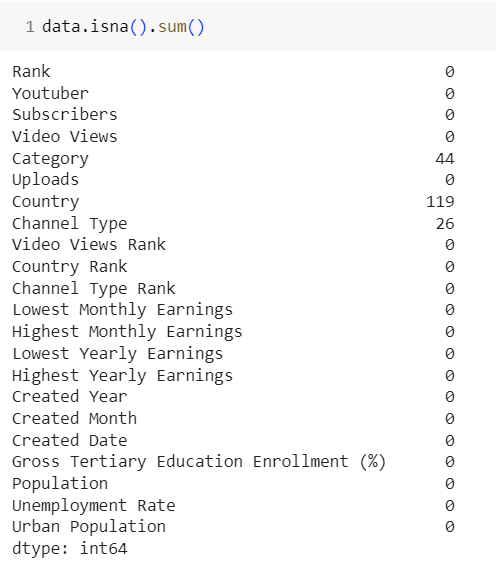 1 data.isna().sum()
Rank 0
Youtuber 0
Subscribers 0
Video Views 0
Category 44
Uploads 0
Country 119
Channel Type 26
Video Views Rank 0
Country Rank 0
Channel Type Rank 0
Lowest Monthly Earnings 0
Highest Monthly Earnings 0
Lowest Yearly Earnings 0
Highest Yearly Earnings 0
Created Year 0
Created Month 0
Created Date 0
Gross Tertiary Education Enrollment (%) 0
Population 0
Unemployment Rate 0
Urban Population 0
dtype: int64